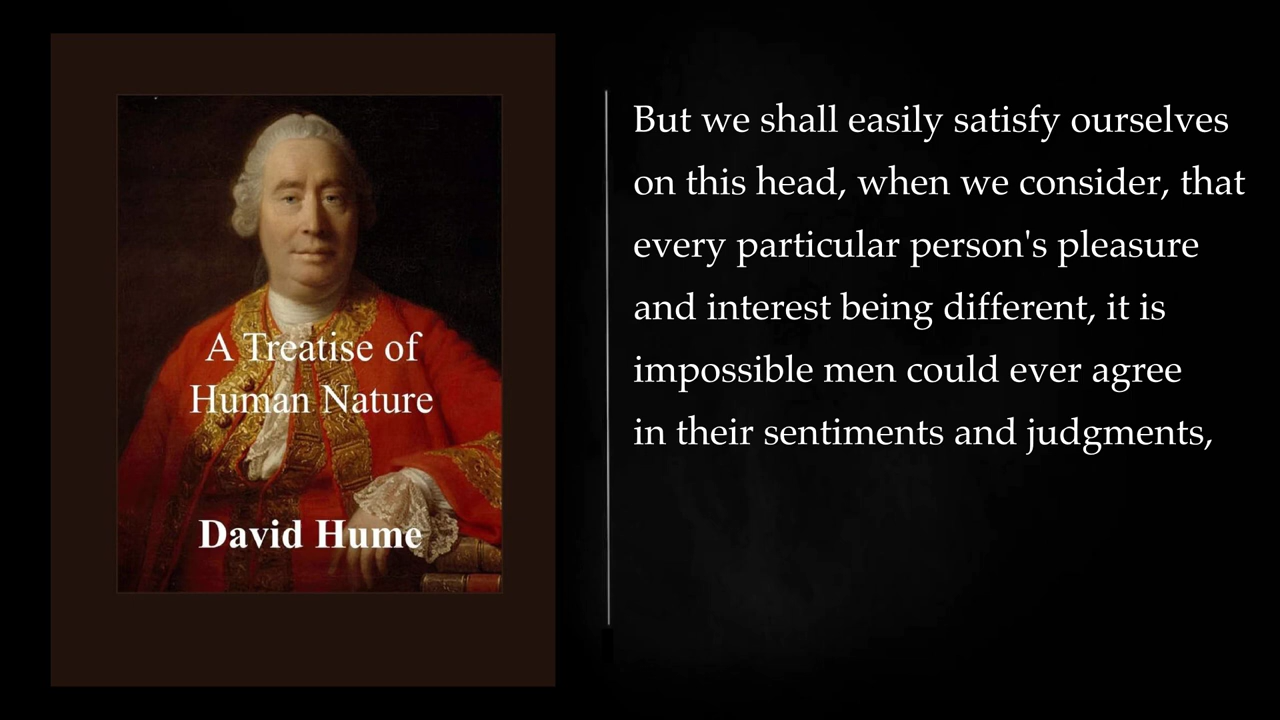 A Treatise of
Human Nature
David Hume
But we shall easily satisfy ourselves
on this head, when we consider, that
every particular person's pleasure
and interest being different, it is
impossible men could ever agree
in their sentiments and judgments,